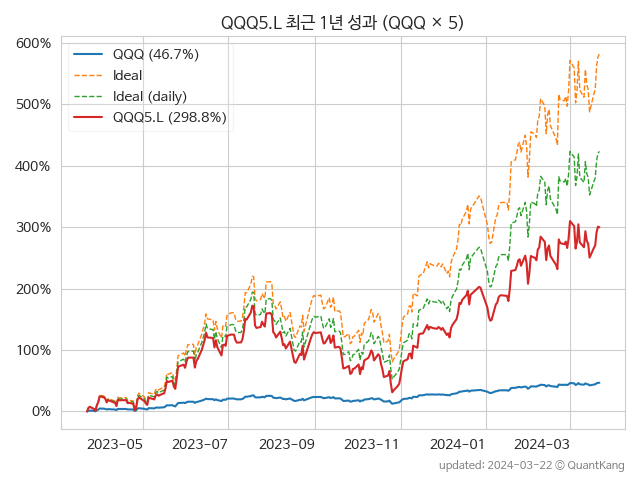 QQQ5.L 최근 1년 성과 (QQQ × 5)
600%
500%
400%
300%
200%
100%
0%
QQQ (46.7%)
Ideal
Ideal (daily)
QQQ5.L (298.8%)
2023-05
2023-07
2023-09
2023-11
2024-01
2024-03
updated: 2024-03-22 © QuantKang